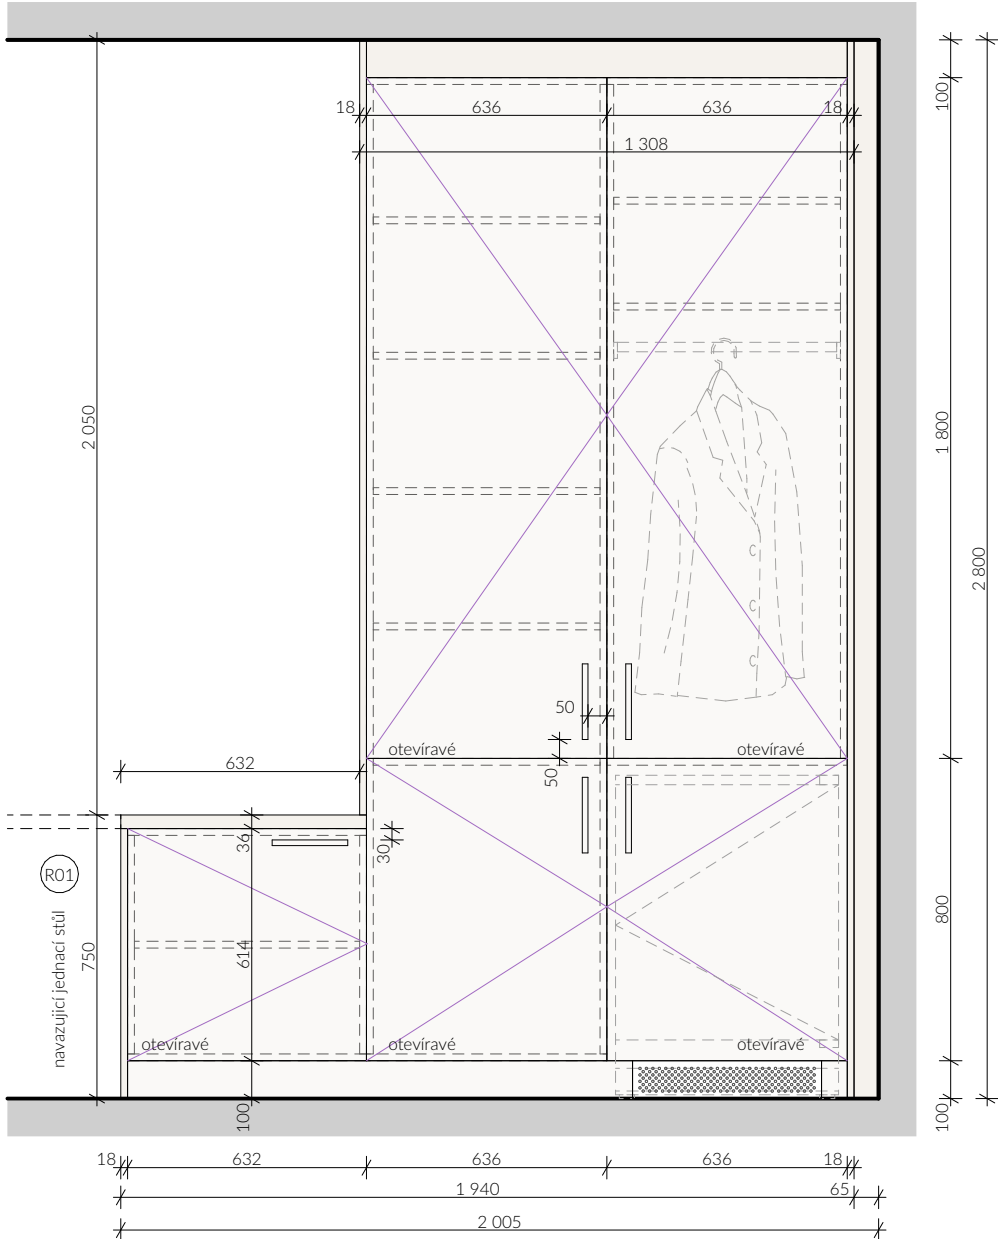 100
18 636 636 18
1 308
2 050
1 800
2 800
50
otevíravé otevíravé
50
632
36
30
R01
navazující jednací stůl
750
614
800
otevíravé otevíravé otevíravé
100
100
18 632 636 636 18
1 940 65
2 005